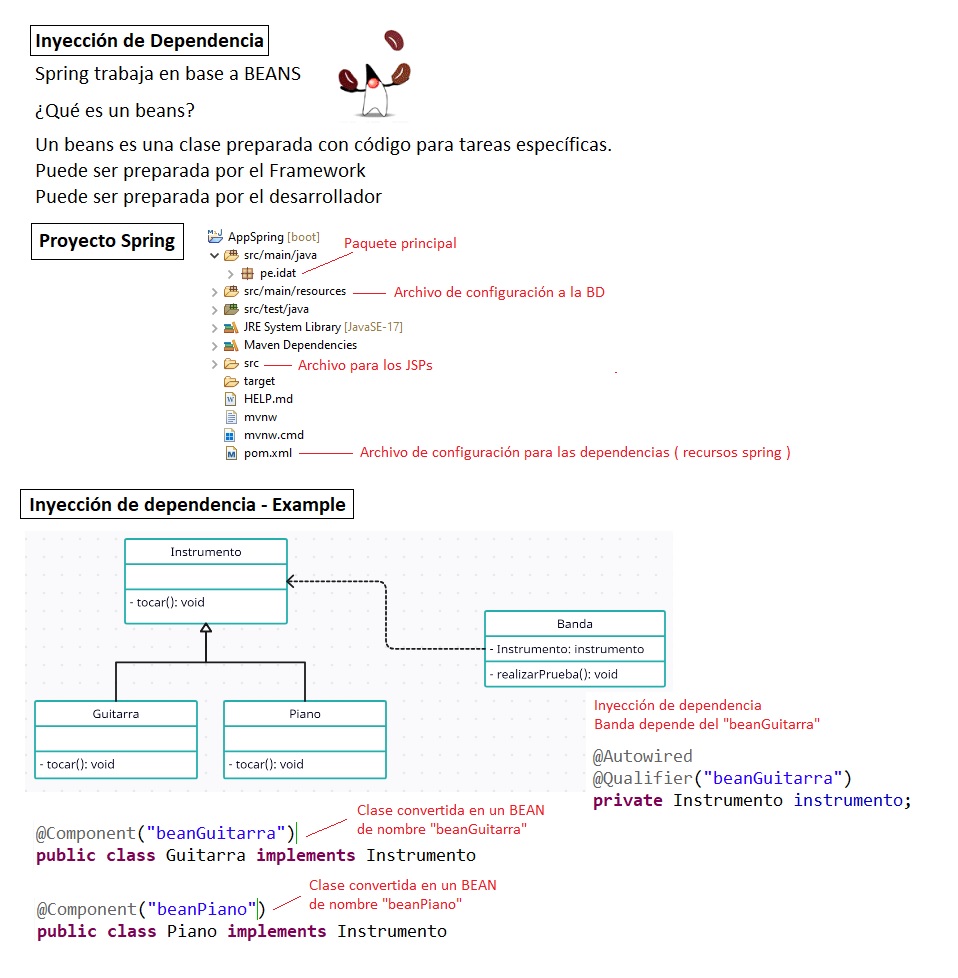 Inyección de Dependencia
Spring trabaja en base a BEANS
¿Qué es un beans?
Un beans es una clase preparada con código para tareas específicas.
Puede ser preparada por el Framework
Puede ser preparada por el desarrollador
Proyecto Spring
AppSpring [boot]
Paquete principal
src/main/java
pe.idat
src/main/resources
Archivo de configuración a la BD
src/test/java
JRE System Library [JavaSE-17]
Maven Dependencies
src
Archivo para los JSPs
target
HELP.md
mvnw
mvnw.cmd
pom.xml
Archivo de configuración para las dependencias ( recursos spring )
Inyección de dependencia - Example
Instrumento
- tocar(): void
Banda
- Instrumento: instrumento
- realizarPrueba(): void
Guitarra
- tocar(): void
Piano
- tocar(): void
Inyección de dependencia
Banda depende del "beanGuitarra"
@Autowired
@Qualifier("beanGuitarra")
private Instrumento instrumento;
Clase convertida en un BEAN
de nombre "beanGuitarra"
@Component("beanGuitarra")
public class Guitarra implements Instrumento
Clase convertida en un BEAN
de nombre "beanPiano"
@Component("beanPiano")
public class Piano implements Instrumento